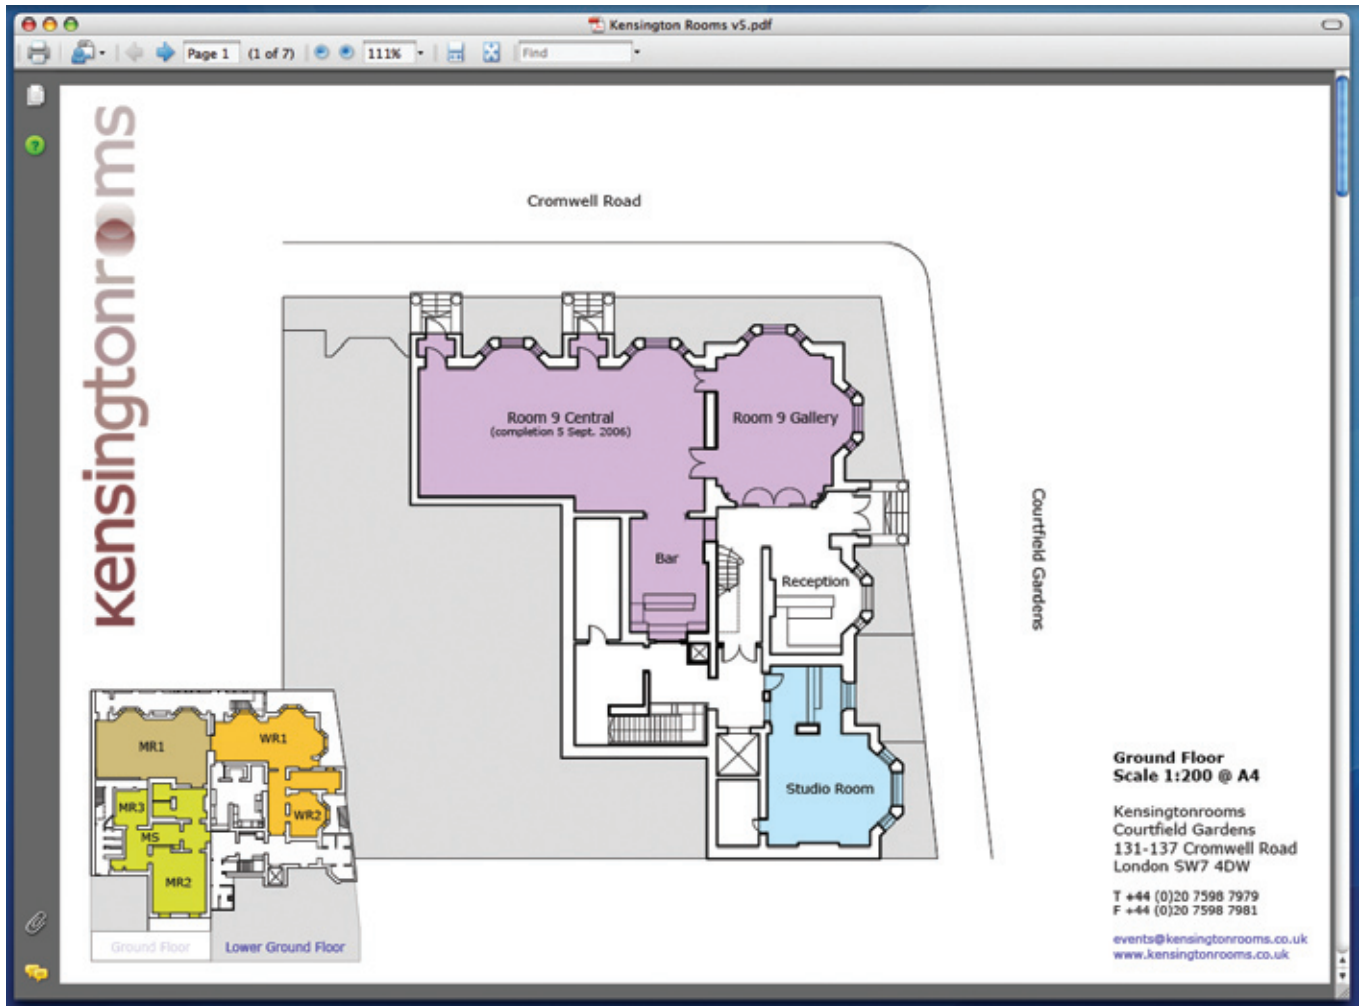 Kensington Rooms v5.pdf
Page 1 (1 of 7) 111% Find
Kensingtonrooms
Cromwell Road
Room 9 Central
(completion 5 Sept. 2006)
Room 9 Gallery
Courtfield Gardens
Bar
Reception
Studio Room
MR1
WR1
MR3
WR2
MS
MR2
Ground Floor
Lower Ground Floor
Ground Floor
Scale 1:200 @ A4
Kensingtonrooms
Courtfield Gardens
131-137 Cromwell Road
London SW7 4DW
T +44 (0)20 7598 7979
F +44 (0)20 7598 7981
events@kensingtonrooms.co.uk
www.kensingtonrooms.co.uk